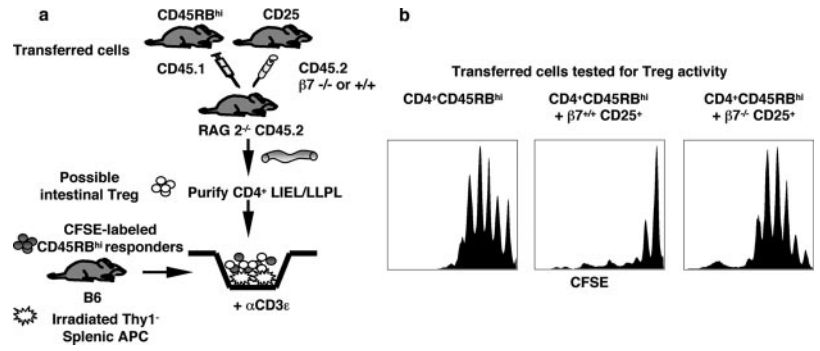 a
CD45RBhi
CD25
Transferred cells
CD45.1
CD45.2
β7 -/- or +/+
RAG 2-/- CD45.2
Possible
intestinal Treg
Purify CD4+ LIEL/LLPL
CFSE-labeled
CD45RBhi responders
B6
+ αCD3ε
Irradiated Thy1-
Splenic APC
b
Transferred cells tested for Treg activity
CD4+CD45RBhi
CD4+CD45RBhi
+ β7+/+ CD25+
CD4+CD45RBhi
+ β7-/- CD25+
CFSE